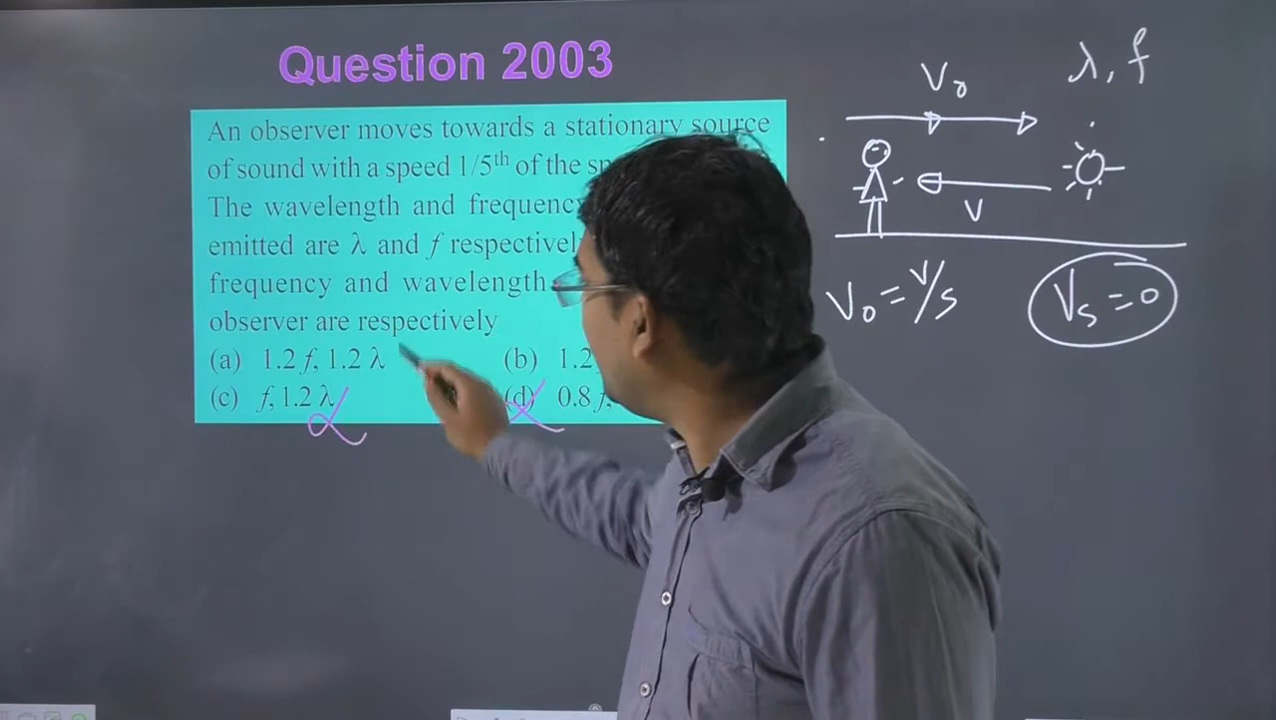 Question 2003
An observer moves towards a stationary source
of sound with a speed 1/5th of the
The wavelength and frequency
emitted are λ and f
frequency and wavelength
observer are respectively
(a) 1.2 f, 1.2 λ (b) 1.2
(c) f, 1.2 λ (d) 0.8 f,
λ, f
V₀
V
V₀ = V/5
Vs = 0